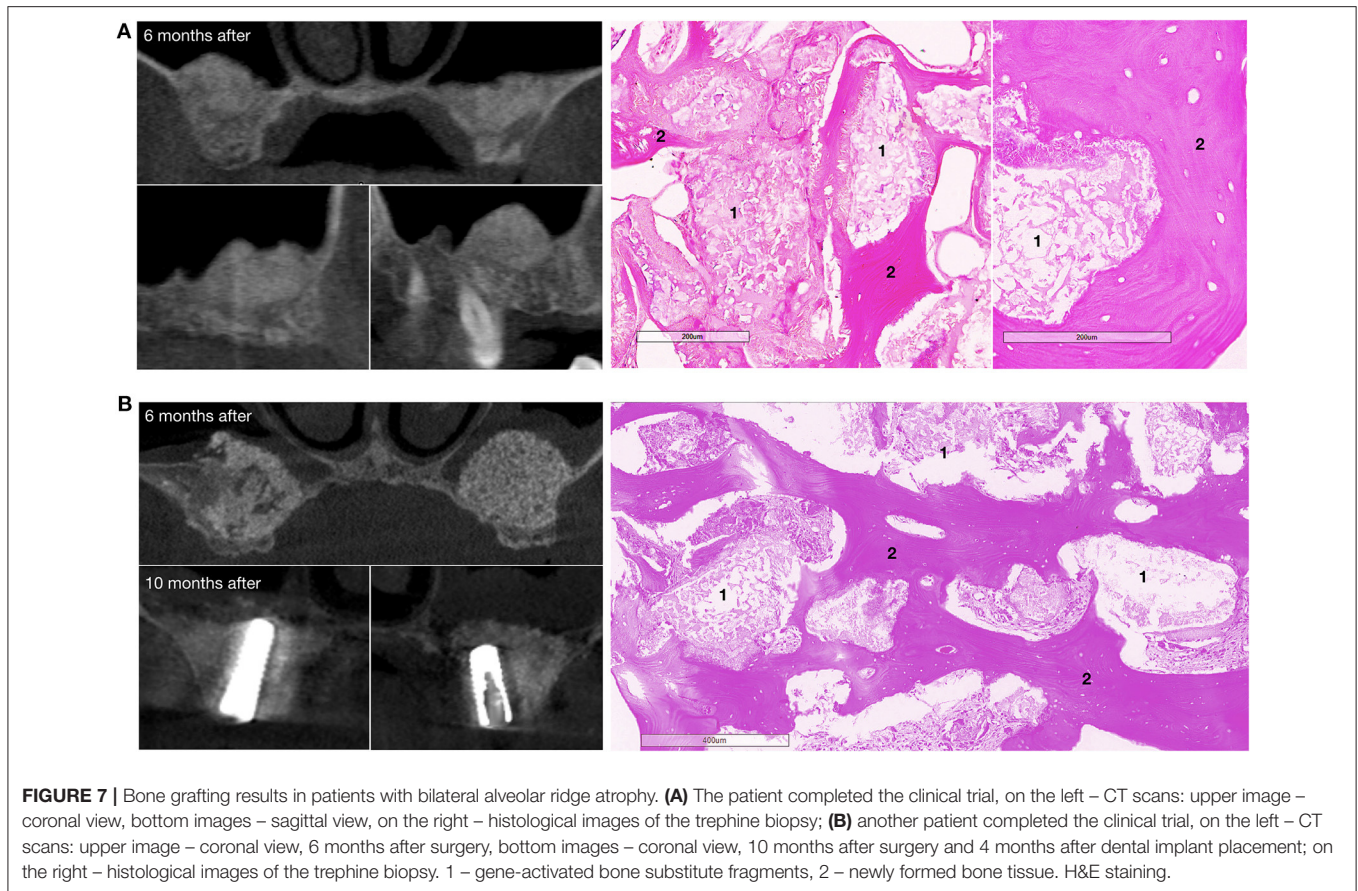 A
6 months after
2
1
1
2
2
1
200um
200um
B
6 months after
10 months after
1
2
1
1
2
400um
FIGURE 7 | Bone grafting results in patients with bilateral alveolar ridge atrophy. (A) The patient completed the clinical trial, on the left – CT scans: upper image –
coronal view, bottom images – sagittal view, on the right – histological images of the trephine biopsy; (B) another patient completed the clinical trial, on the left – CT
scans: upper image – coronal view, 6 months after surgery, bottom images – coronal view, 10 months after surgery and 4 months after dental implant placement; on
the right – histological images of the trephine biopsy. 1 – gene-activated bone substitute fragments, 2 – newly formed bone tissue. H&E staining.